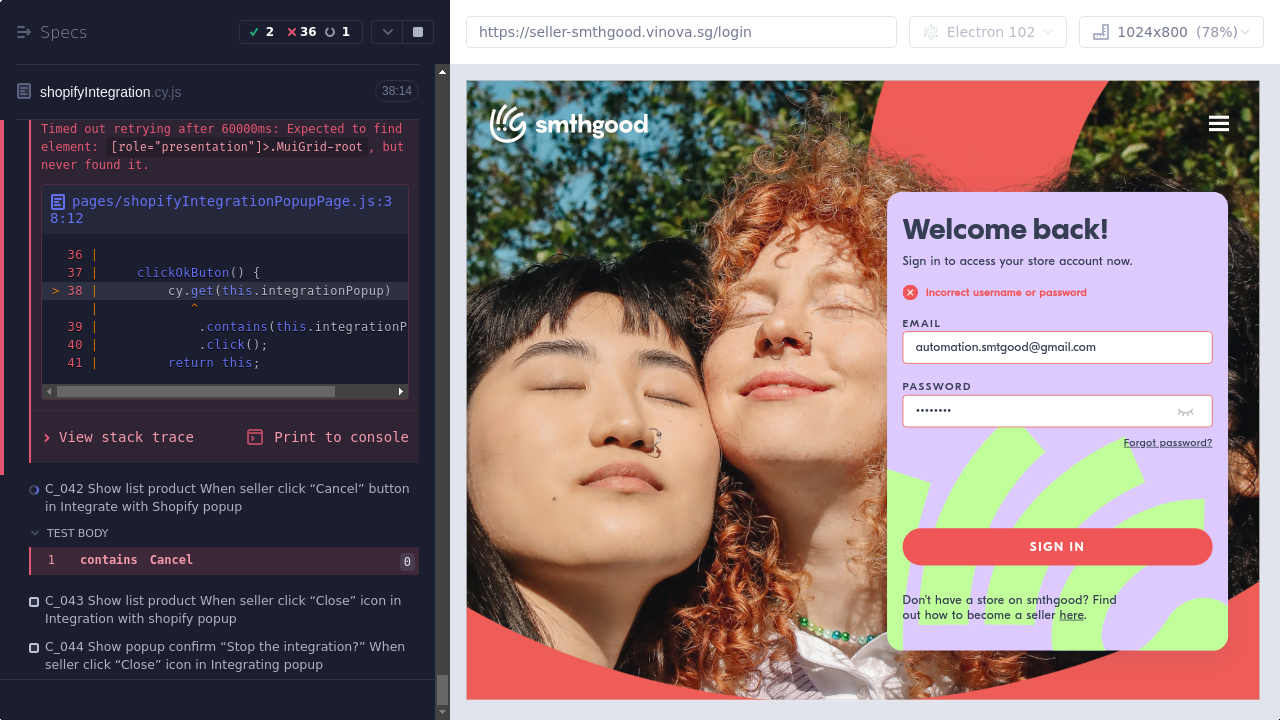 Specs
2 36 1
shopifyIntegration.cy.js
38:14
Timed out retrying after 60000ms: Expected to find
element: [role="presentation"]>.MuiGrid-root , but
never found it.
pages/shopifyIntegrationPopupPage.js:3
8:12
36 |
37 | clickOkButon() {
> 38 | cy.get(this.integrationPopup)
| ^
39 | .contains(this.integrationP
40 | .click();
41 | return this;
View stack trace
Print to console
C_042 Show list product When seller click “Cancel” button
in Integrate with Shopify popup
TEST BODY
1 contains Cancel 0
C_043 Show list product When seller click “Close” icon in
Integration with shopify popup
C_044 Show popup confirm “Stop the integration?” When
seller click “Close” icon in Integrating popup
https://seller-smthgood.vinova.sg/login
Electron 102
1024x800 (78%)
smthgood
Welcome back!
Sign in to access your store account now.
Incorrect username or password
EMAIL
automation.smtgood@gmail.com
PASSWORD
••••••••
Forgot password?
SIGN IN
Don’t have a store on smthgood? Find
out how to become a seller here.